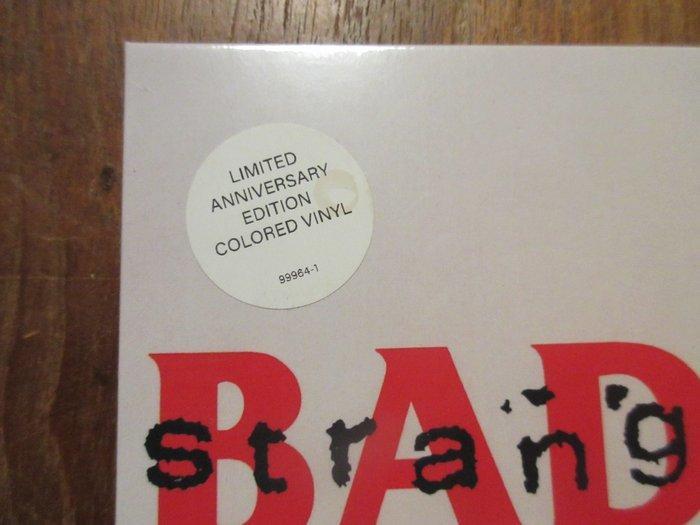 LIMITED
ANNIVERSARY
EDITION
COLORED VINYL
99964-1
BAD
strang